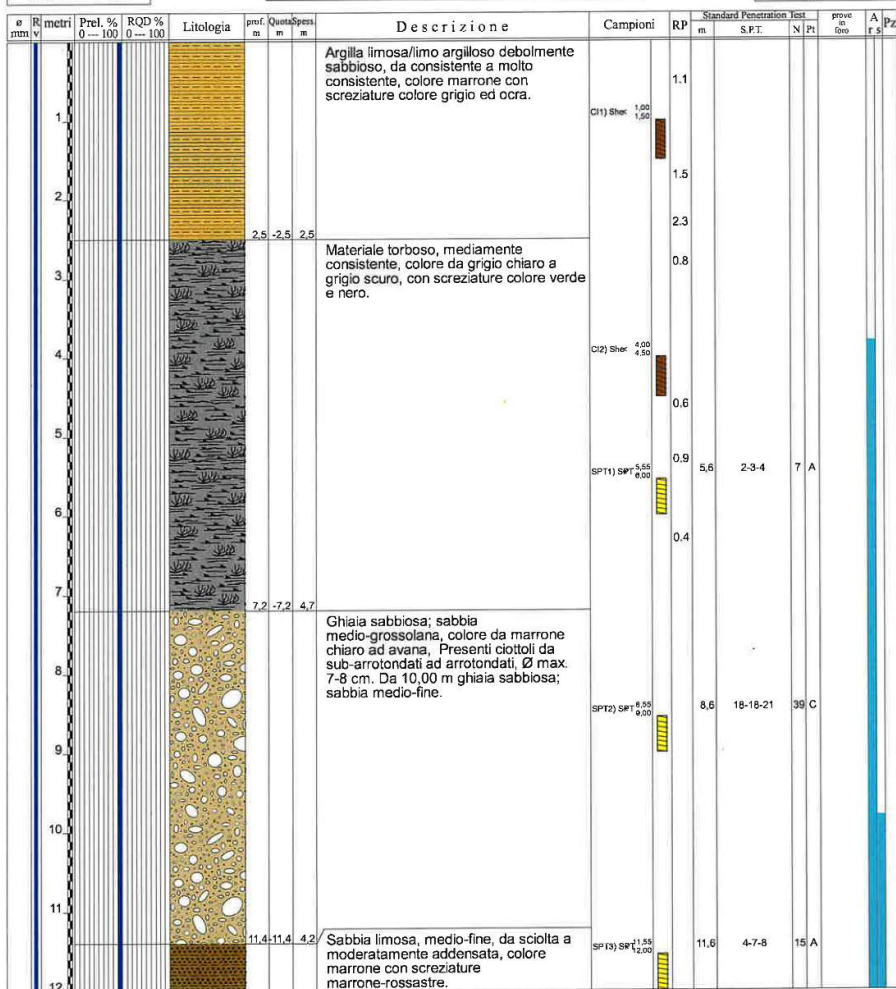 ø mm R v metri Prel. % 0 --- 100 RQD % 0 --- 100 Litologia prof. m Quota m Spess. m Descrizione Campioni RP Standard Penetration Test m S.P.T. N Pt prove in foro A r s Pz
Argilla limosa/limo argilloso debolmente
sabbioso, da consistente a molto
consistente, colore marrone con
screziature colore grigio ed ocra.
1.1
1
CI1) She< 1,00 1,50
1.5
2
2.3
2,5 -2,5 2,5
Materiale torboso, mediamente
consistente, colore da grigio chiaro a
grigio scuro, con screziature colore verde
e nero.
0.8
3
4
CI2) She< 4,00 4,50
0.6
5
0.9
SPT1) SPT 5,55 6,00
5,6 2-3-4 7 A
6
0.4
7
7,2 -7,2 4,7
Ghiaia sabbiosa; sabbia
medio-grossolana, colore da marrone
chiaro ad avana, Presenti ciottoli da
sub-arrotondati ad arrotondati, Ø max.
7-8 cm. Da 10,00 m ghiaia sabbiosa;
sabbia medio-fine.
8
SPT2) SPT 8,55 9,00
8,6 18-18-21 39 C
9
10
11
11,4 -11,4 4,2
Sabbia limosa, medio-fine, da sciolta a
moderatamente addensata, colore
marrone con screziature
marrone-rossastre.
SPT3) SPT 11,55 12,00
11,6 4-7-8 15 A
12